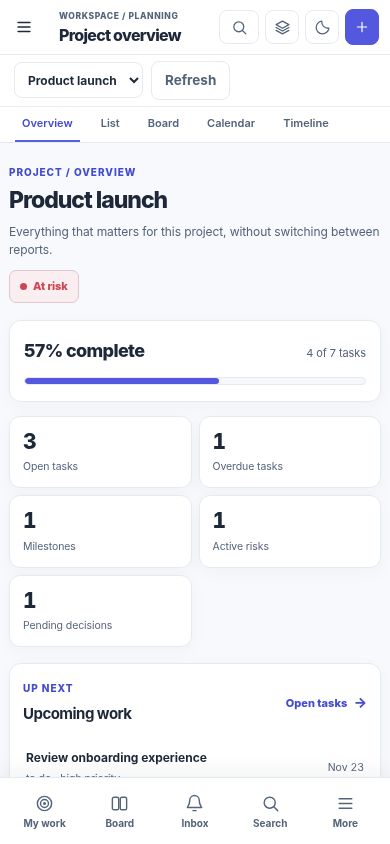 WORKSPACE / PLANNING
Project overview
Product launch
Refresh
Overview
List
Board
Calendar
Timeline
PROJECT / OVERVIEW
Product launch
Everything that matters for this project, without switching between
reports.
At risk
57% complete
4 of 7 tasks
3
Open tasks
1
Overdue tasks
1
Milestones
1
Active risks
1
Pending decisions
UP NEXT
Upcoming work
Open tasks →
Review onboarding experience
Nov 23
My work
Board
Inbox
Search
More